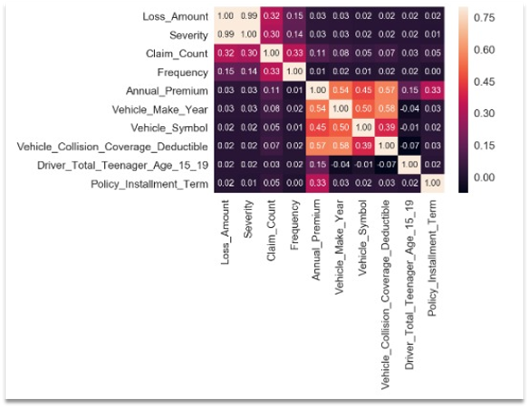 Loss_Amount 1.00 0.99 0.32 0.15 0.03 0.03 0.02 0.02 0.02 0.02
Severity 0.99 1.00 0.30 0.14 0.03 0.03 0.02 0.02 0.02 0.01
Claim_Count 0.32 0.30 1.00 0.33 0.11 0.08 0.05 0.07 0.03 0.05
Frequency 0.15 0.14 0.33 1.00 0.01 0.02 0.01 0.02 0.02 0.00
Annual_Premium 0.03 0.03 0.11 0.01 1.00 0.54 0.45 0.57 0.15 0.33
Vehicle_Make_Year 0.03 0.03 0.08 0.02 0.54 1.00 0.50 0.58 -0.04 0.03
Vehicle_Symbol 0.02 0.02 0.05 0.01 0.45 0.50 1.00 0.39 -0.01 0.02
Vehicle_Collision_Coverage_Deductible 0.02 0.02 0.07 0.02 0.57 0.58 0.39 1.00 -0.07 0.03
Driver_Total_Teenager_Age_15_19 0.02 0.02 0.03 0.02 0.15 -0.04 -0.01 -0.07 1.00 0.02
Policy_Installment_Term 0.02 0.01 0.05 0.00 0.33 0.03 0.02 0.03 0.02 1.00
Loss_Amount
Severity
Claim_Count
Frequency
Annual_Premium
Vehicle_Make_Year
Vehicle_Symbol
Vehicle_Collision_Coverage_Deductible
Driver_Total_Teenager_Age_15_19
Policy_Installment_Term
0.75
0.60
0.45
0.30
0.15
0.00